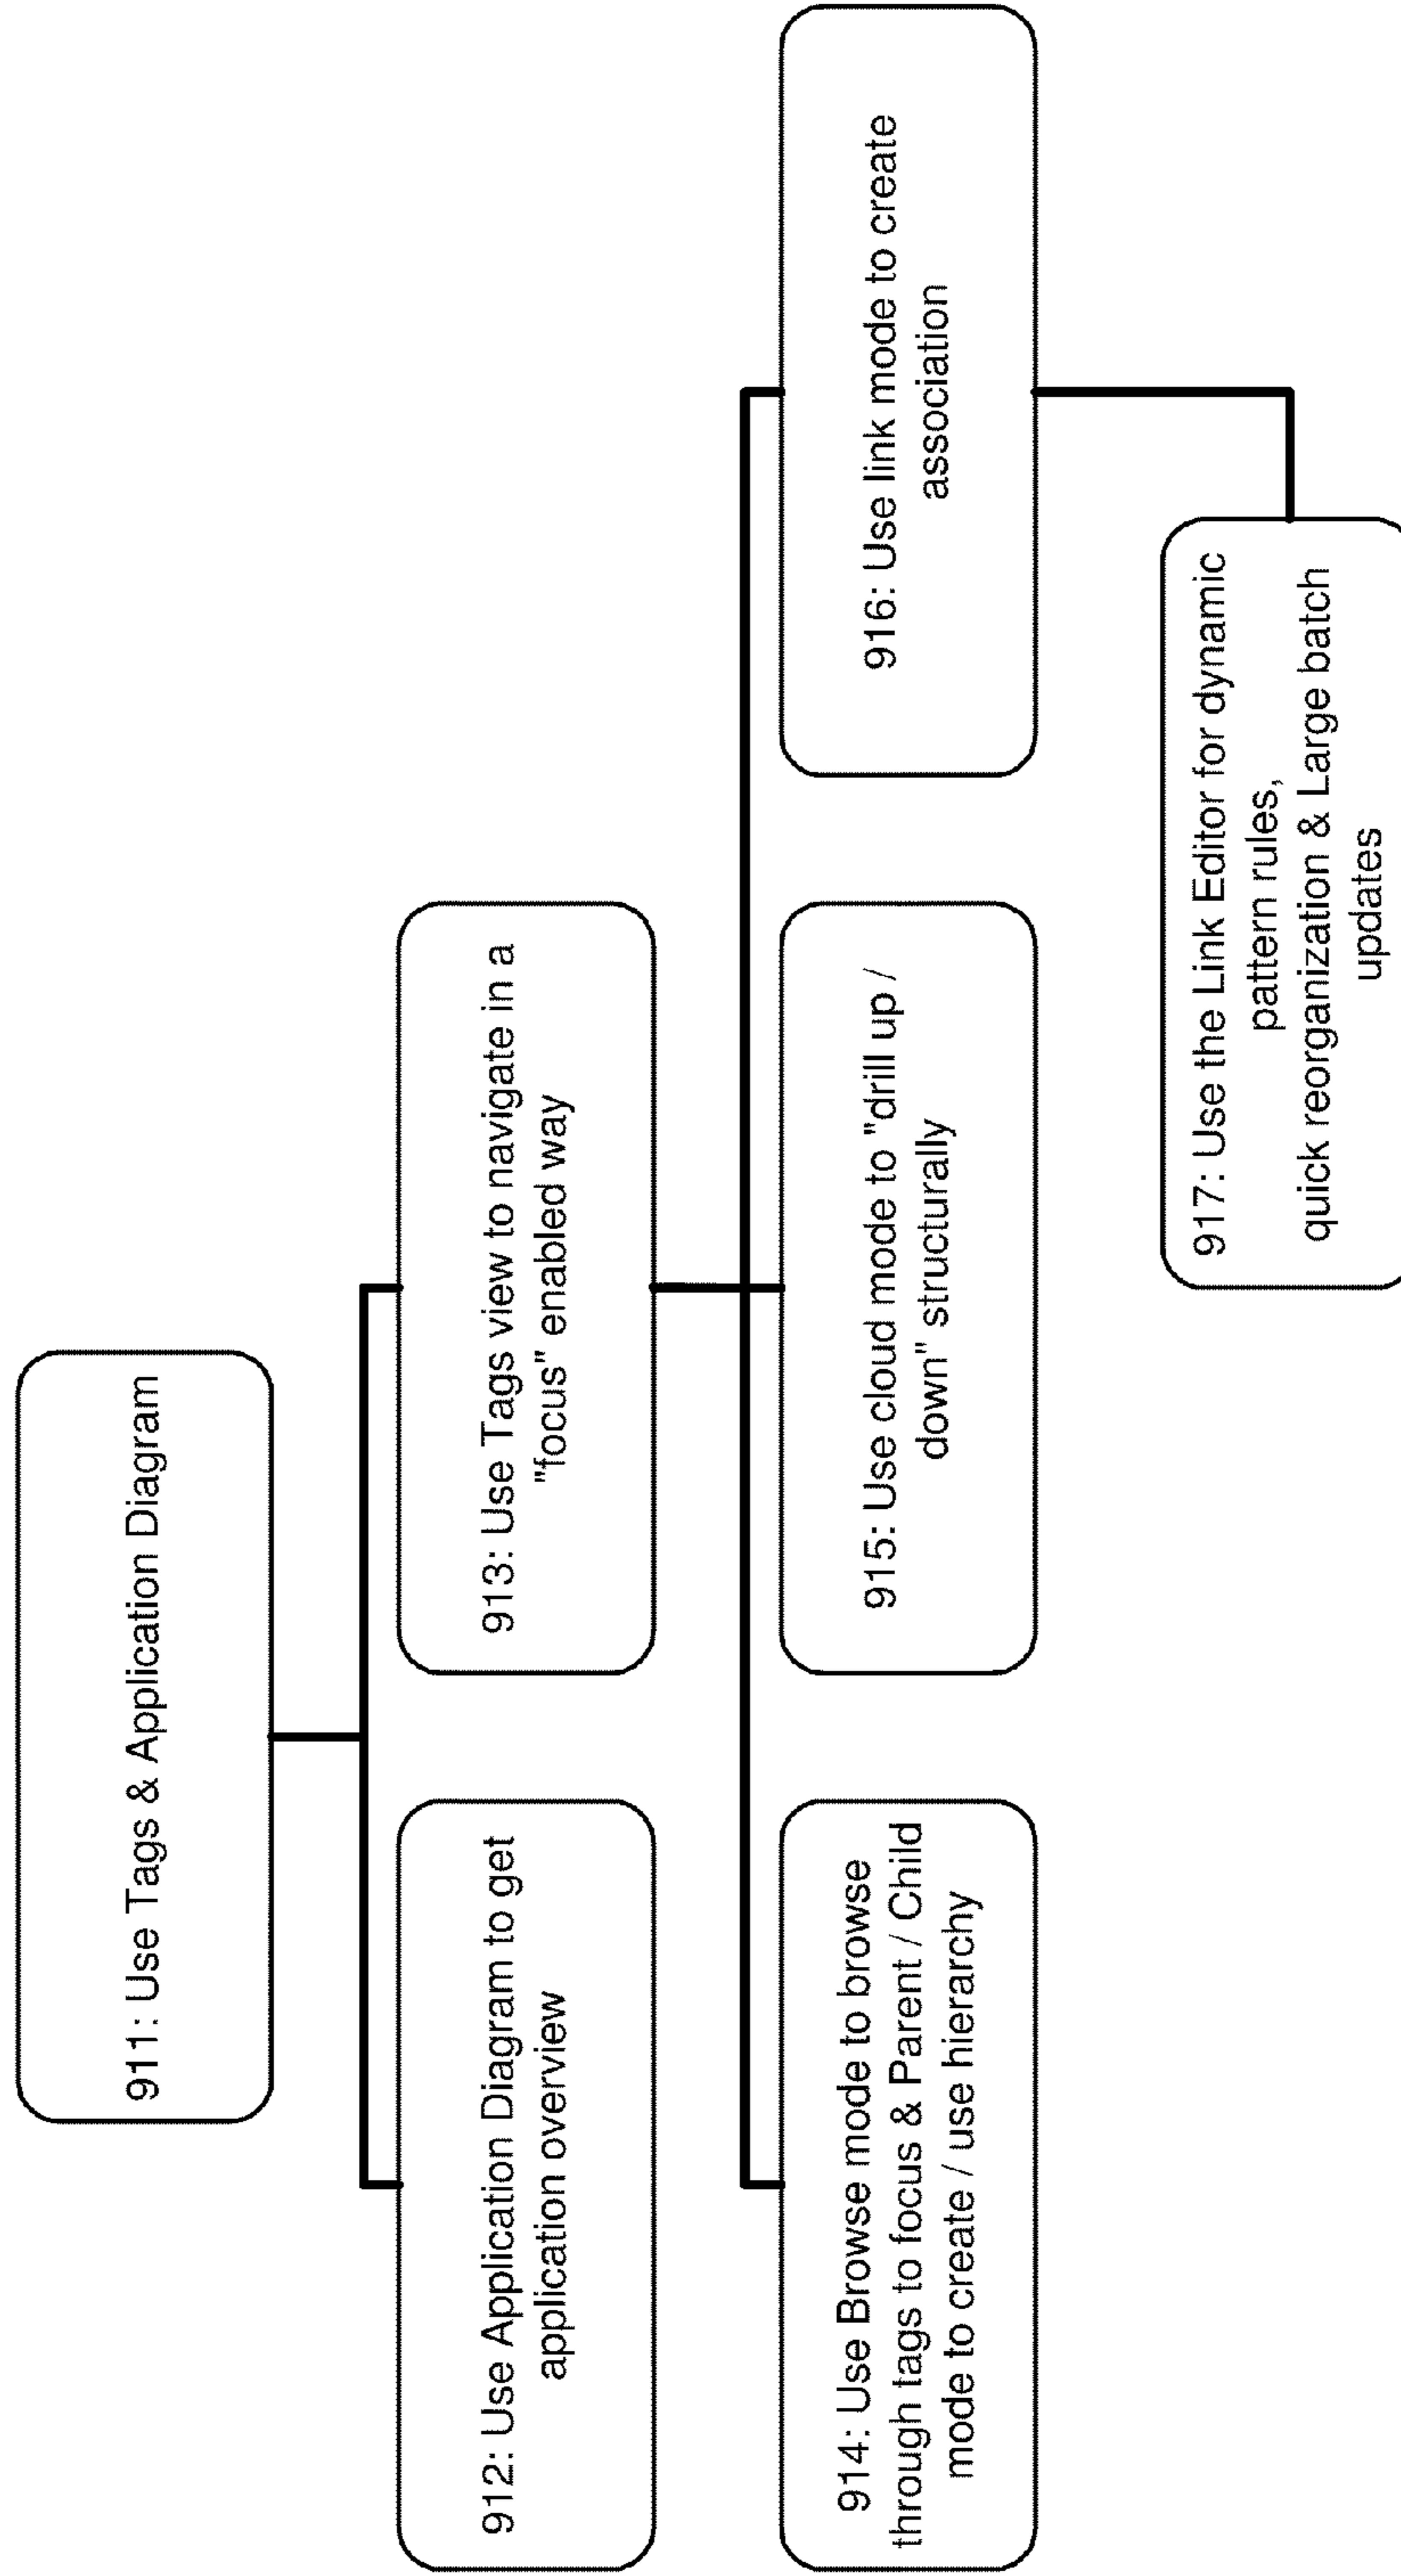 911: Use Tags & Application Diagram
912: Use Application Diagram to get
application overview
913: Use Tags view to navigate in a
"focus" enabled way
914: Use Browse mode to browse
through tags to focus & Parent / Child
mode to create / use hierarchy
915: Use cloud mode to "drill up /
down" structurally
916: Use link mode to create
association
917: Use the Link Editor for dynamic
pattern rules,
quick reorganization & Large batch
updates